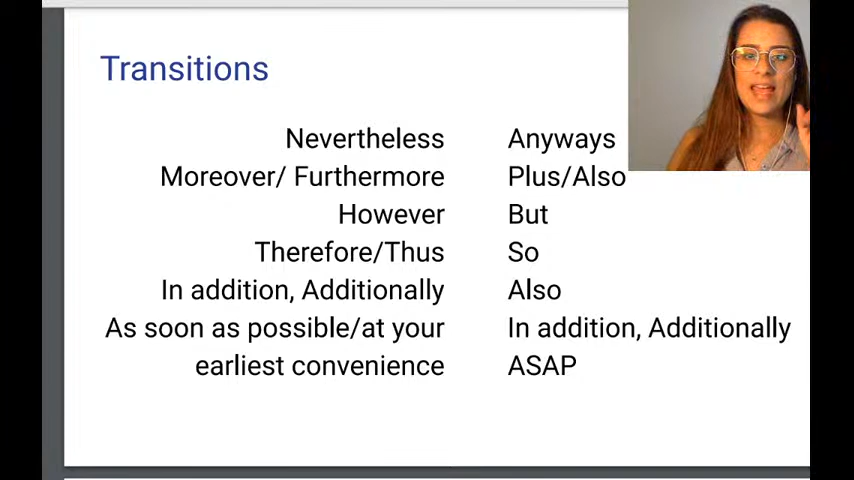 Transitions
Nevertheless Anyways
Moreover/ Furthermore Plus/Also
However But
Therefore/Thus So
In addition, Additionally Also
As soon as possible/at your In addition, Additionally
earliest convenience ASAP